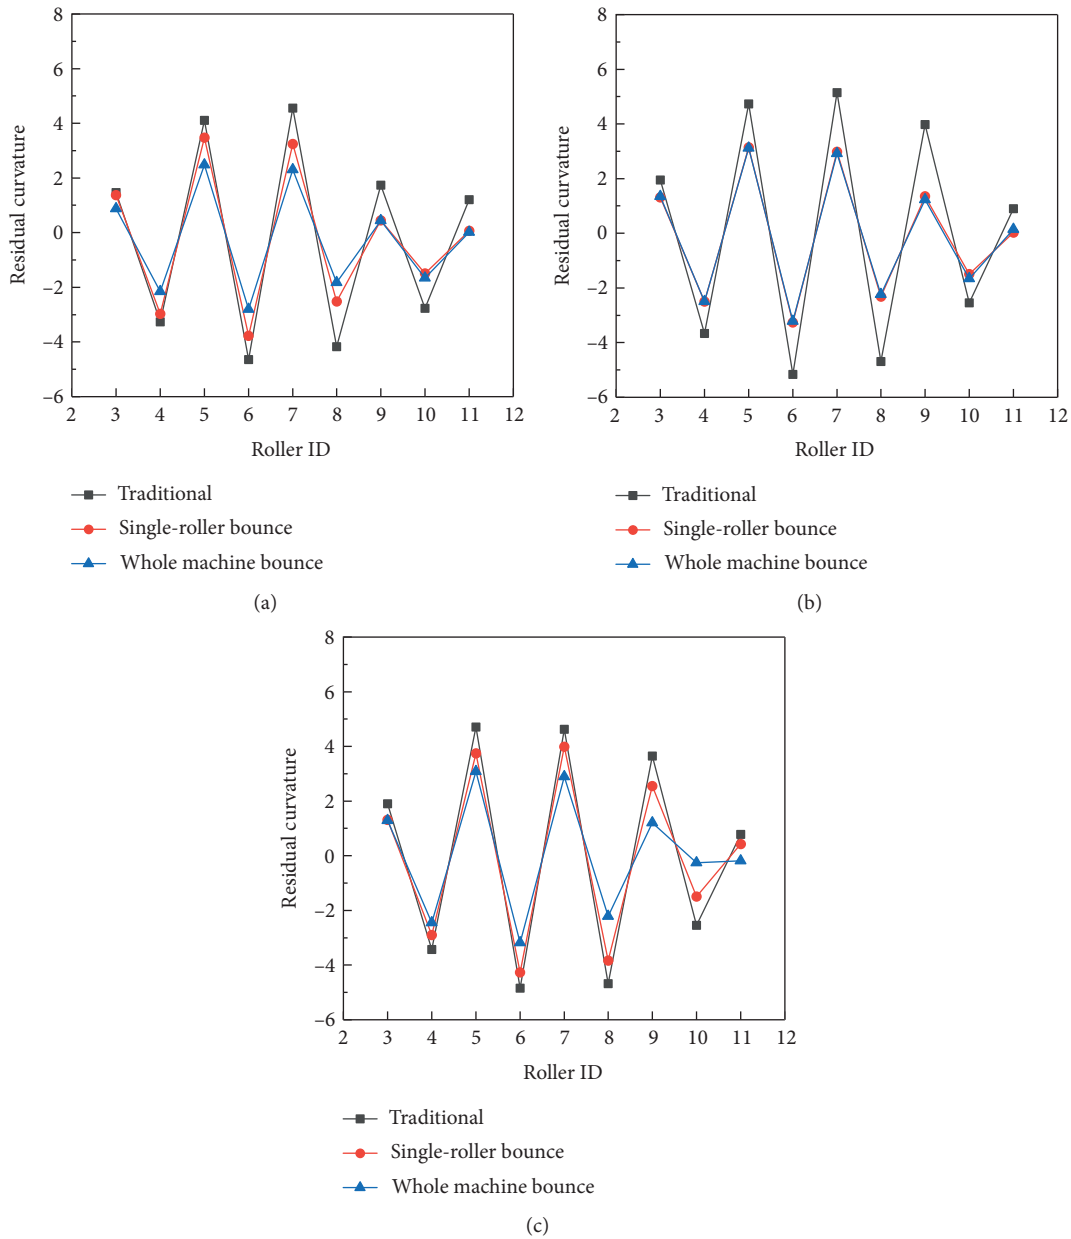 8
6
4
2
0
–2
–4
–6
Residual curvature
2 3 4 5 6 7 8 9 10 11 12
Roller ID
Traditional
Single-roller bounce
Whole machine bounce
(a)
8
6
4
2
0
–2
–4
–6
Residual curvature
2 3 4 5 6 7 8 9 10 11 12
Roller ID
Traditional
Single-roller bounce
Whole machine bounce
(b)
8
6
4
2
0
–2
–4
–6
Residual curvature
2 3 4 5 6 7 8 9 10 11 12
Roller ID
Traditional
Single-roller bounce
Whole machine bounce
(c)